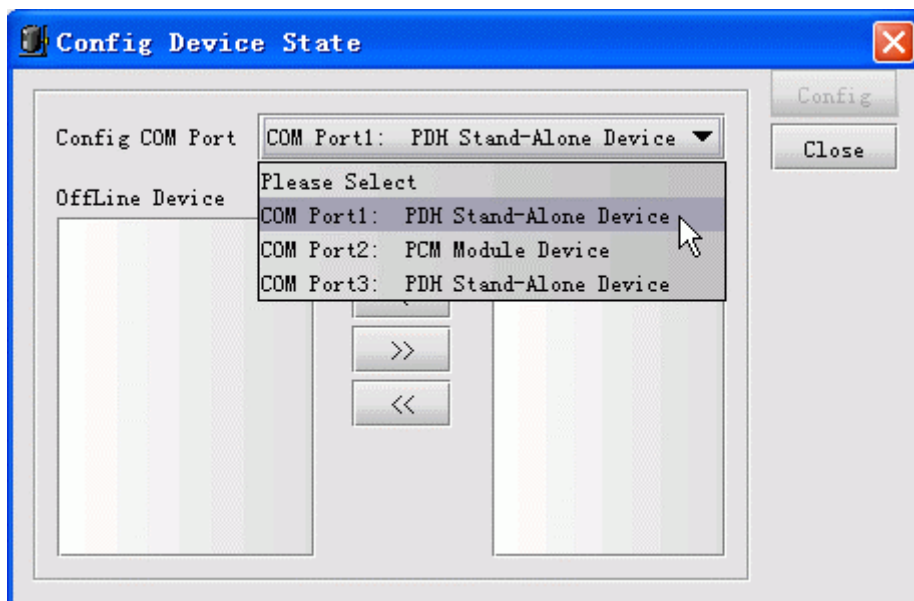 Config Device State
Config
Config COM Port COM Port1: PDH Stand-Alone Device
Close
Please Select
OffLine Device
COM Port1: PDH Stand-Alone Device
COM Port2: PCM Module Device
COM Port3: PDH Stand-Alone Device
>>
<<